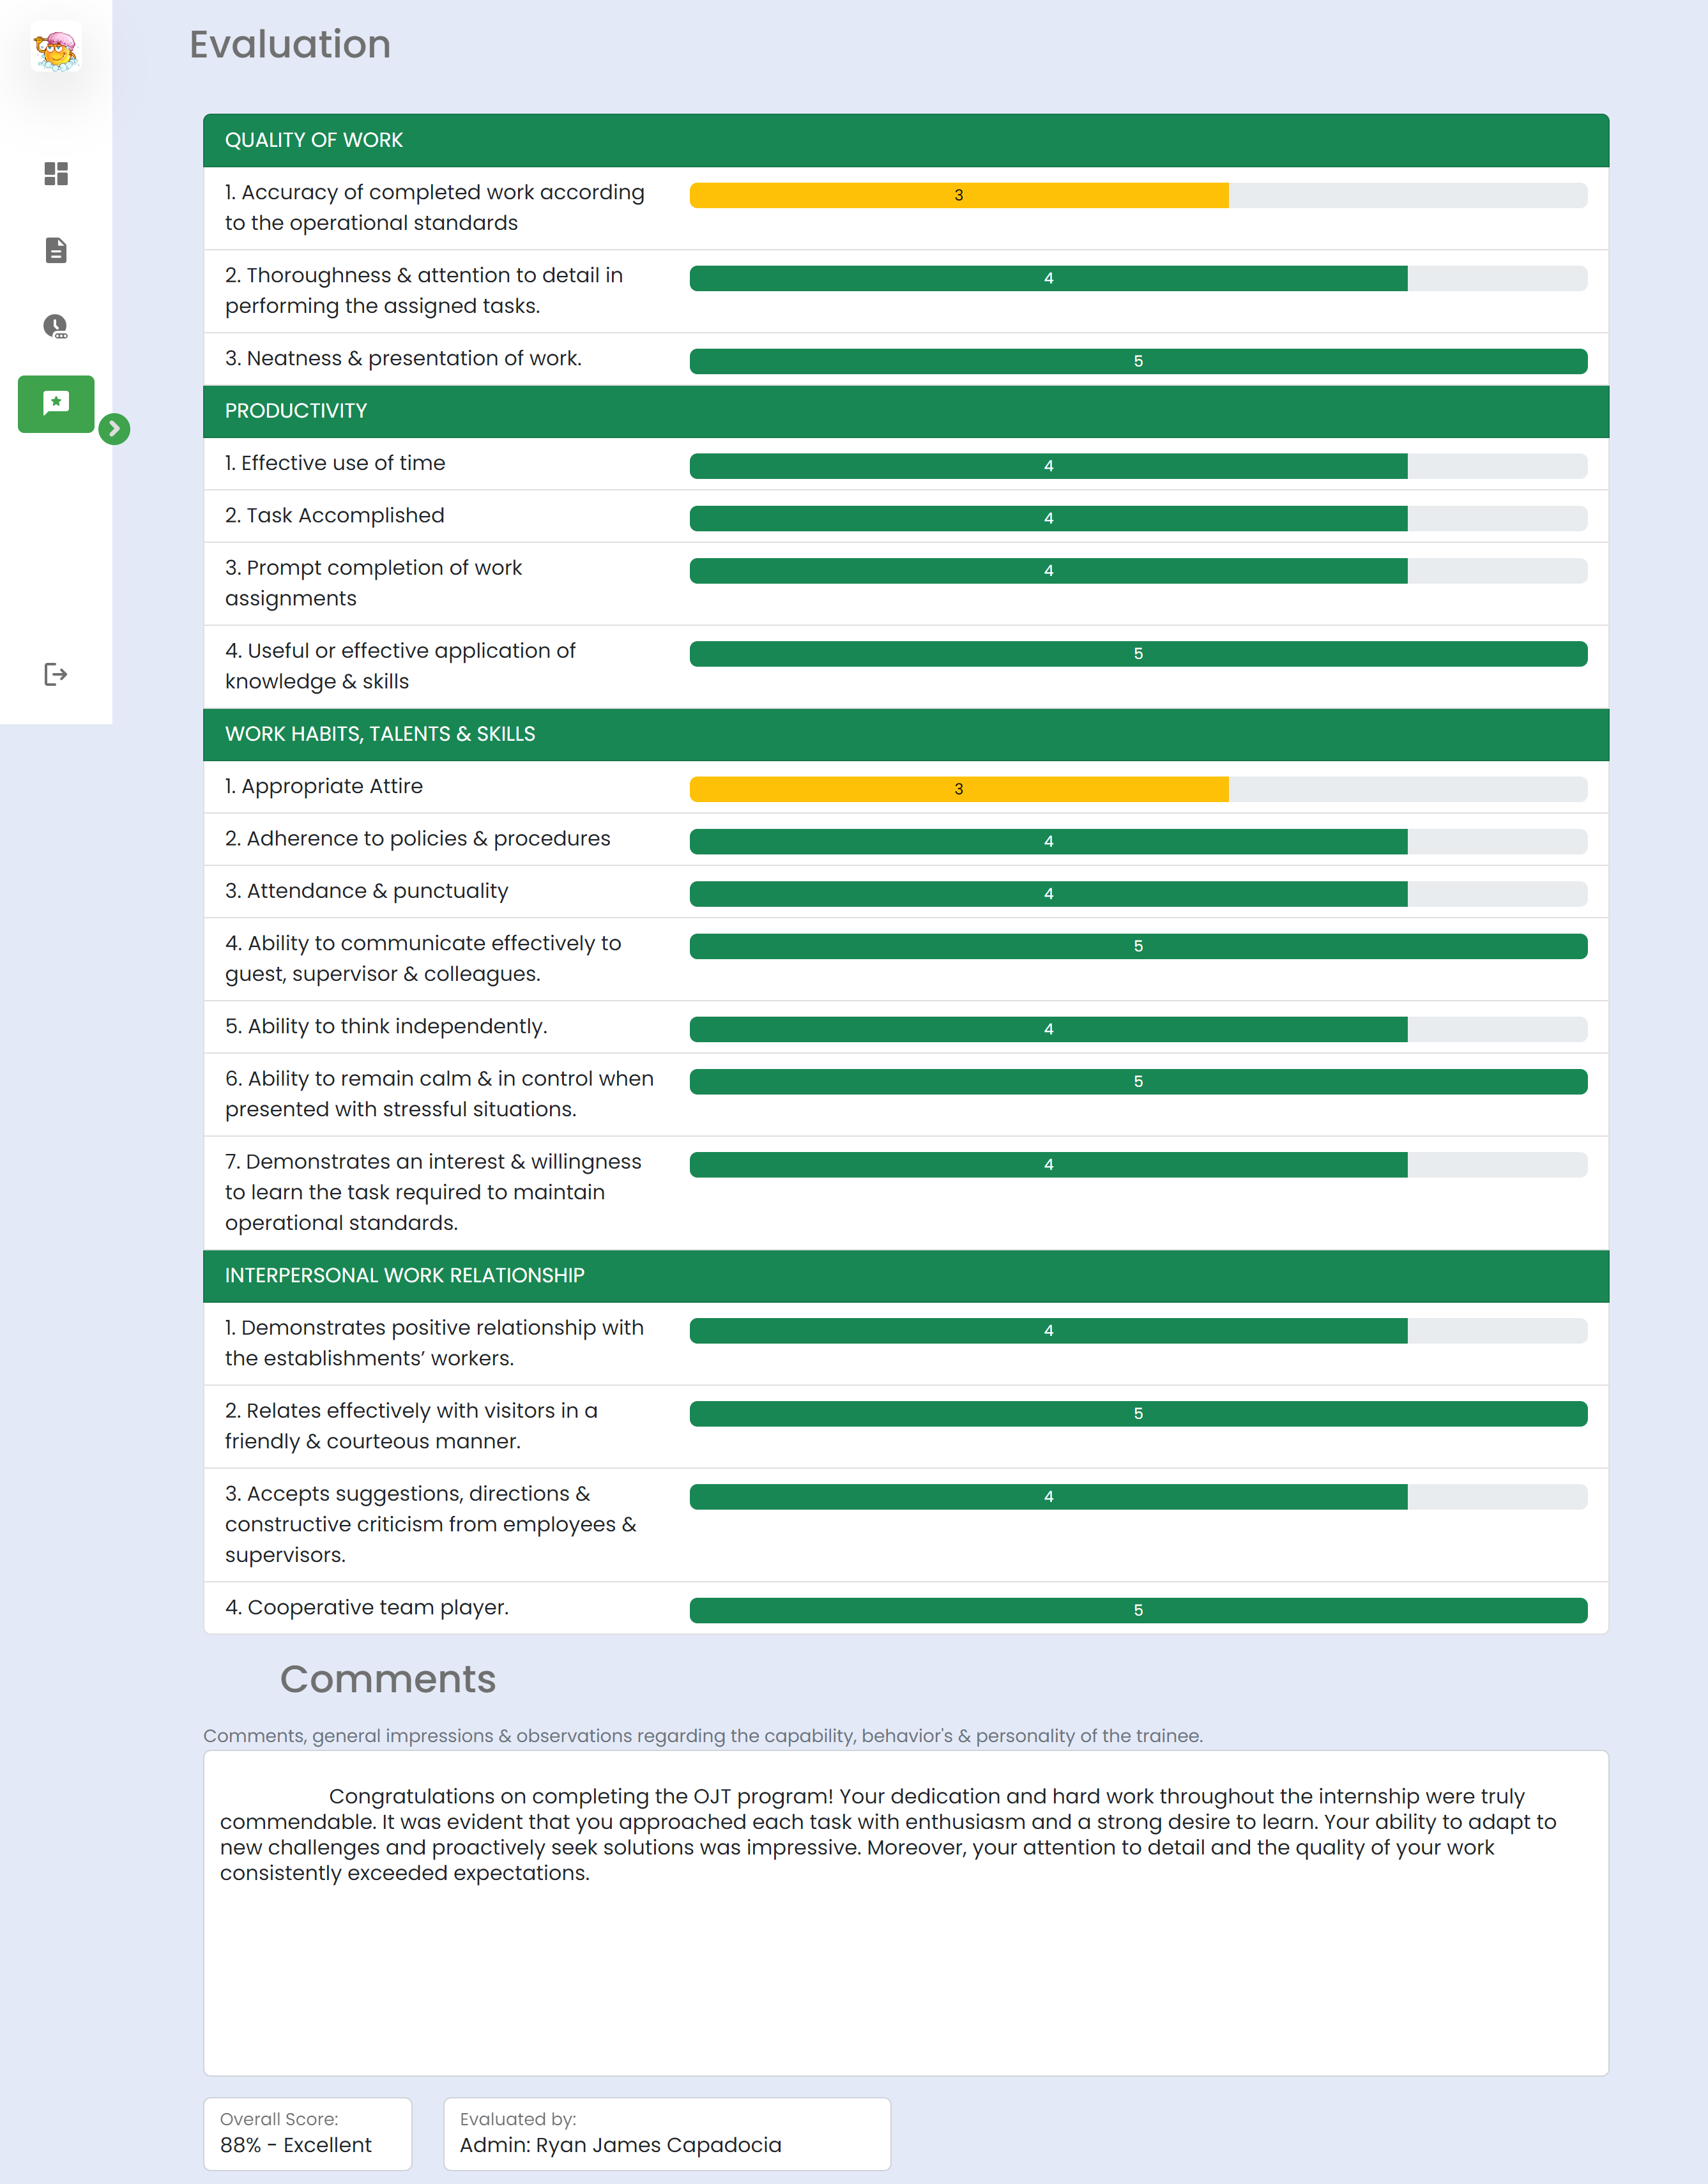 Evaluation
QUALITY OF WORK
1. Accuracy of completed work according
to the operational standards
3
2. Thoroughness & attention to detail in
performing the assigned tasks.
4
3. Neatness & presentation of work.
5
PRODUCTIVITY
1. Effective use of time
4
2. Task Accomplished
4
3. Prompt completion of work
assignments
4
4. Useful or effective application of
knowledge & skills
5
WORK HABITS, TALENTS & SKILLS
1. Appropriate Attire
3
2. Adherence to policies & procedures
4
3. Attendance & punctuality
4
4. Ability to communicate effectively to
guest, supervisor & colleagues.
5
5. Ability to think independently.
4
6. Ability to remain calm & in control when
presented with stressful situations.
5
7. Demonstrates an interest & willingness
to learn the task required to maintain
operational standards.
4
INTERPERSONAL WORK RELATIONSHIP
1. Demonstrates positive relationship with
the establishments’ workers.
4
2. Relates effectively with visitors in a
friendly & courteous manner.
5
3. Accepts suggestions, directions &
constructive criticism from employees &
supervisors.
4
4. Cooperative team player.
5
Comments
Comments, general impressions & observations regarding the capability, behavior's & personality of the trainee.
Congratulations on completing the OJT program! Your dedication and hard work throughout the internship were truly
commendable. It was evident that you approached each task with enthusiasm and a strong desire to learn. Your ability to adapt to
new challenges and proactively seek solutions was impressive. Moreover, your attention to detail and the quality of your work
consistently exceeded expectations.
Overall Score:
88% - Excellent
Evaluated by:
Admin: Ryan James Capadocia